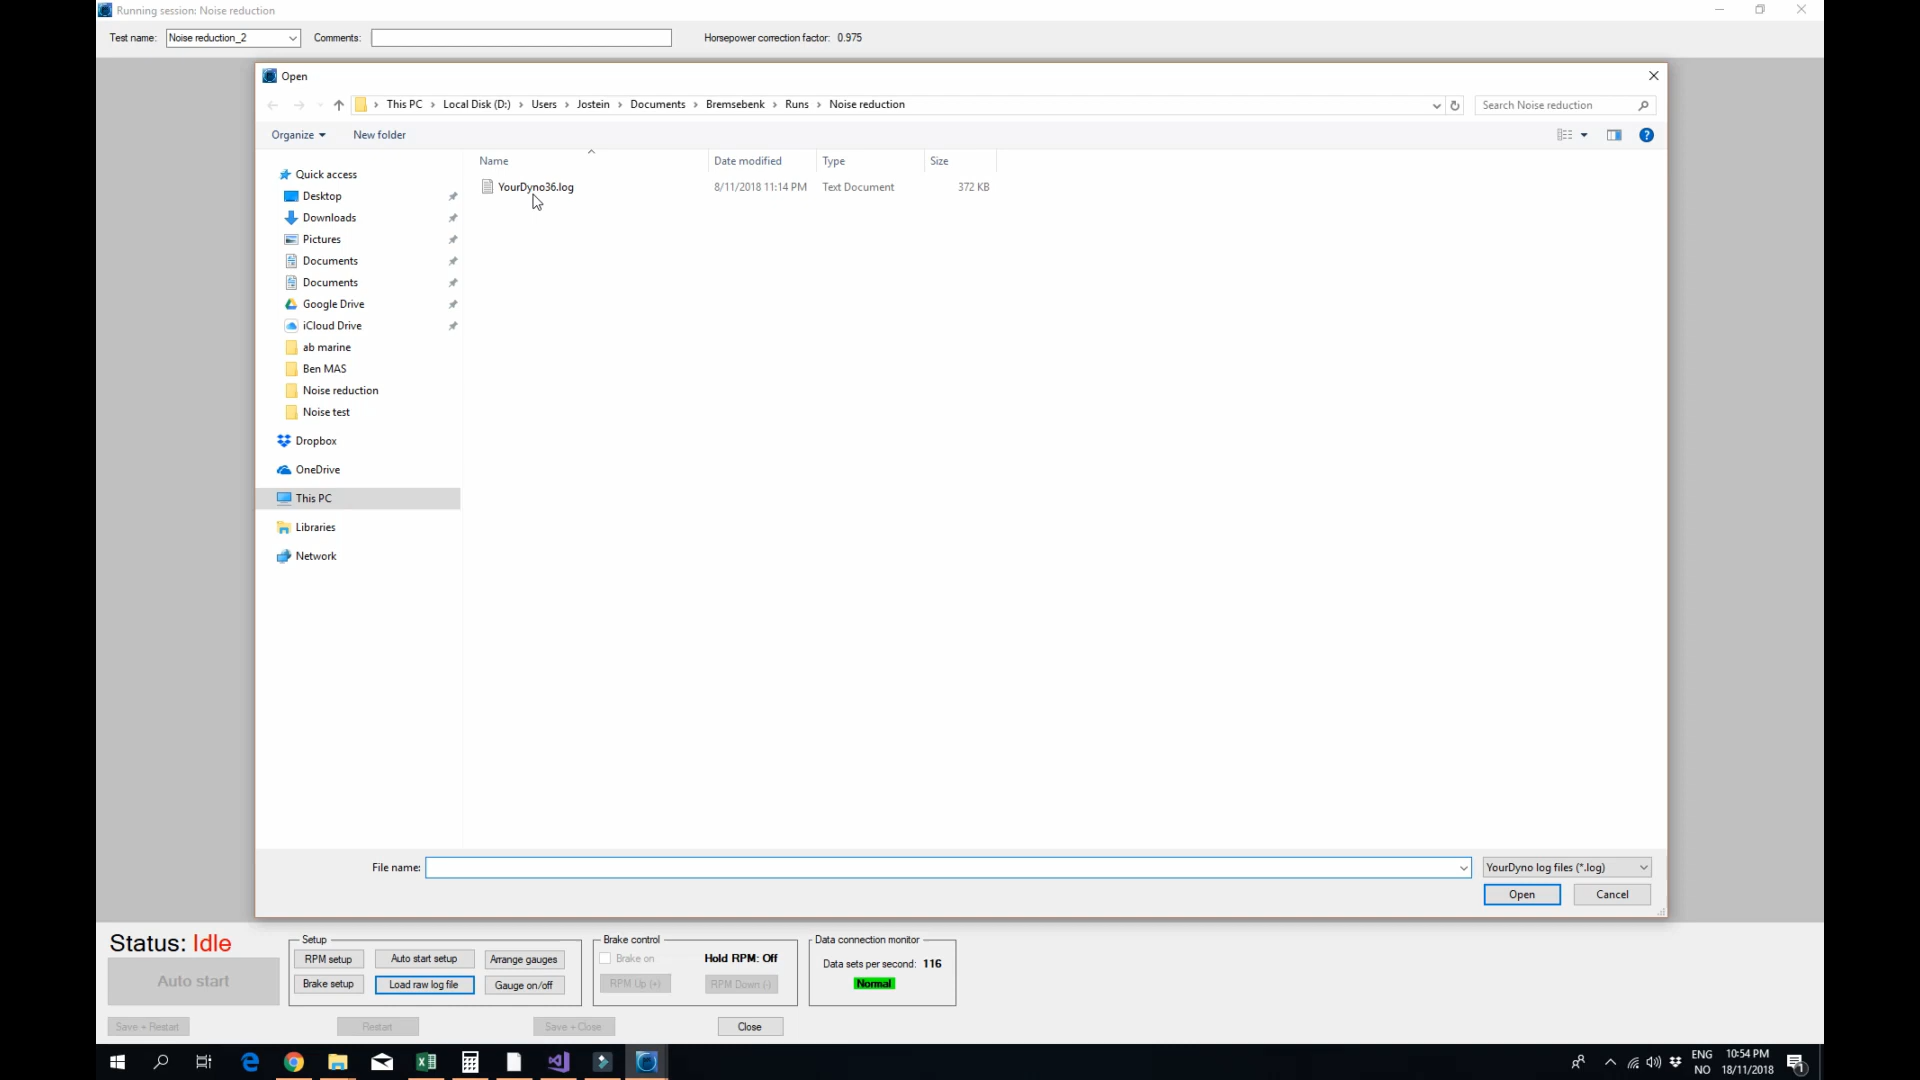 Running session: Noise reduction
Test name: Noise reduction_2 Comments: Horsepower correction factor: 0.975
Open
This PC Local Disk (D:) Users Jostein Documents Bremsebenk Runs Noise reduction Search Noise reduction
Organize New folder
Name Date modified Type Size
YourDyno36.log 8/11/2018 11:14 PM Text Document 372 KB
Quick access
Desktop
Downloads
Pictures
Documents
Documents
Google Drive
iCloud Drive
ab marine
Ben MAS
Noise reduction
Noise test
Dropbox
OneDrive
This PC
Libraries
Network
File name: YourDyno log files (*.log)
Open Cancel
Status: Idle
Auto start
Setup
RPM setup Auto start setup Arrange gauges
Brake setup Load raw log file Gauge on/off
Brake control
Brake on Hold RPM: Off
RPM Up (+) RPM Down (-)
Data connection monitor
Data sets per second: 116
Normal
Save + Restart Restart Save + Close Close
ENG 10:54 PM
NO 18/11/2018
1